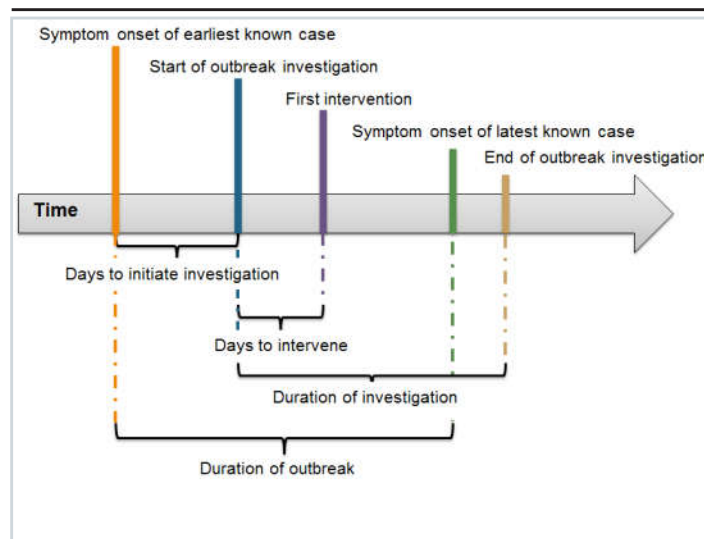 Symptom onset of earliest known case
Start of outbreak investigation
First intervention
Symptom onset of latest known case
End of outbreak investigation
Time
Days to initiate investigation
Days to intervene
Duration of investigation
Duration of outbreak